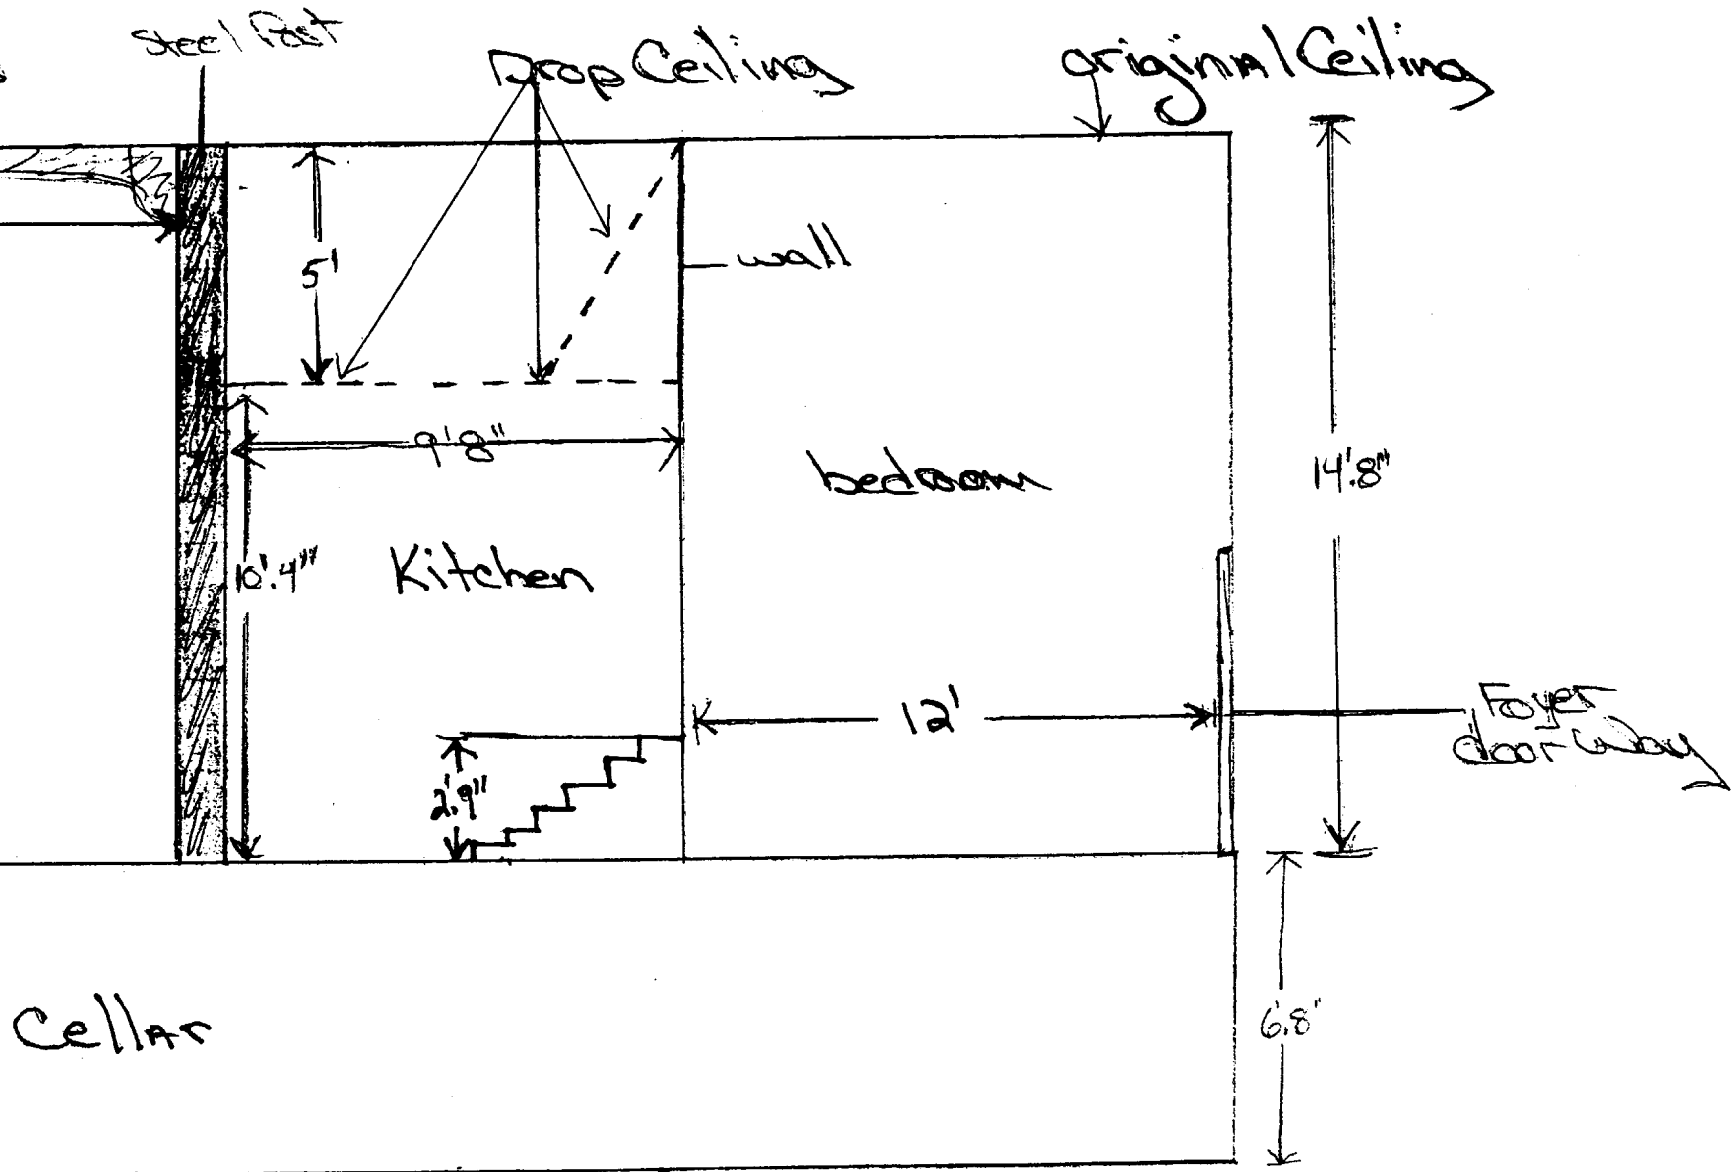 Steel Post
Drop Ceiling
original Ceiling
5'
wall
9'8"
bedroom
14'.8"
10'.4"
Kitchen
12'
Foyer
door way
2'.9"
6'.8"
Cellar